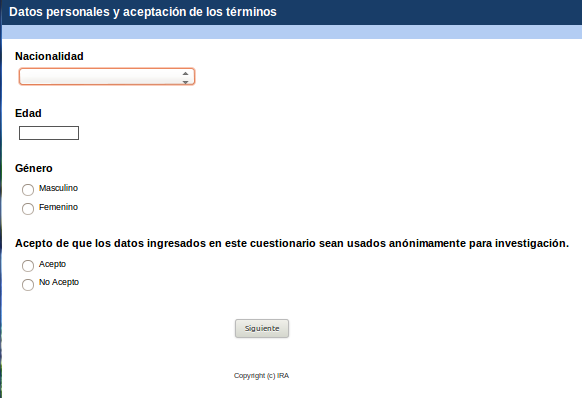 Datos personales y aceptación de los términos
Nacionalidad
Edad
Género
Masculino
Femenino
Acepto de que los datos ingresados en este cuestionario sean usados anónimamente para investigación.
Acepto
No Acepto
Siguiente
Copyright (c) IRA